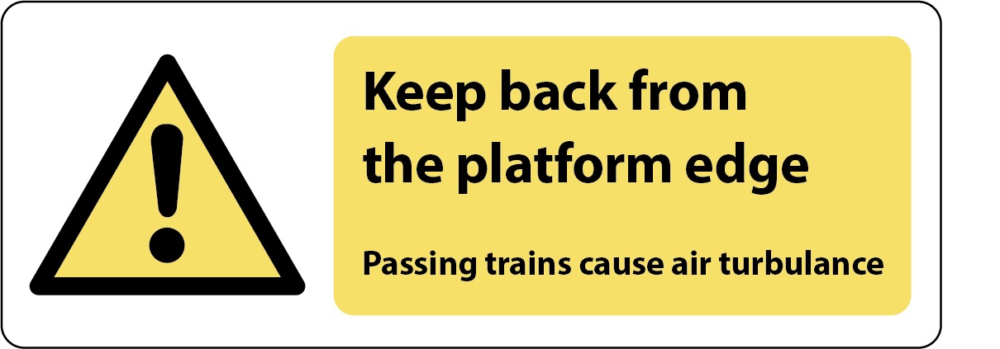 Keep back from
the platform edge
Passing trains cause air turbulance